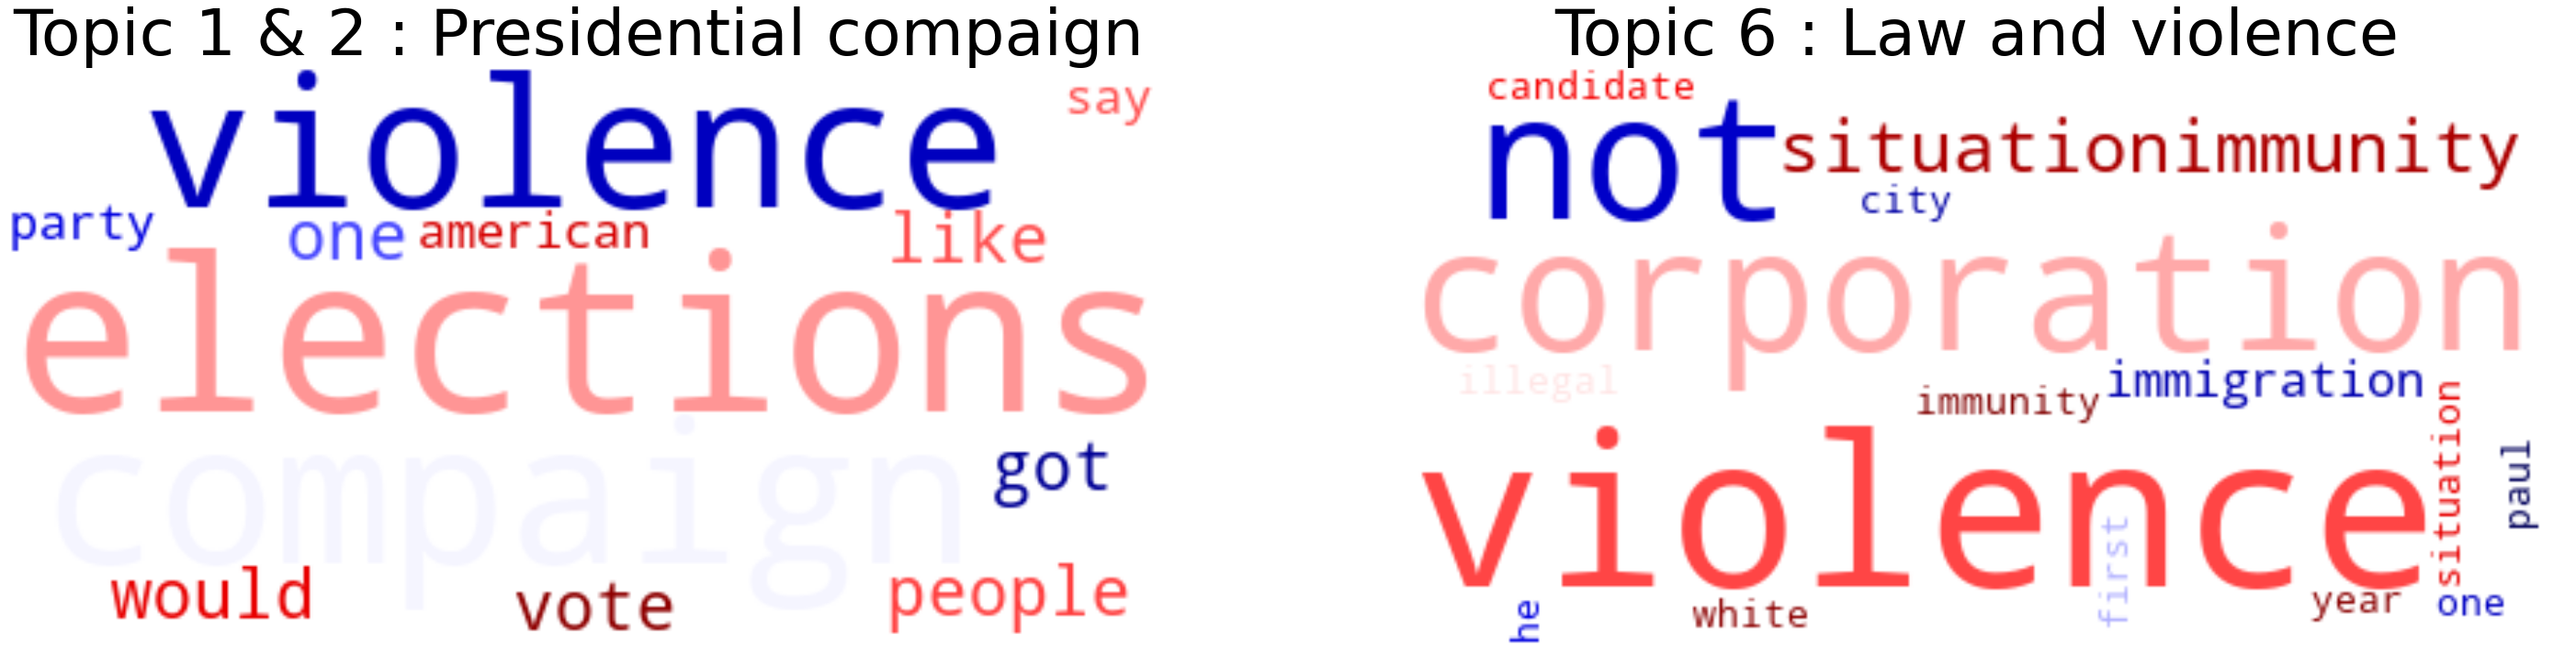 Topic 1 & 2 : Presidential compaign
violence
say
party
one
american
like
elections
compaign
got
would
vote
people
Topic 6 : Law and violence
candidate
not
situationimmunity
city
corporation
illegal
immunity
immigration
violence
situation
paul
first
he
white
year
one